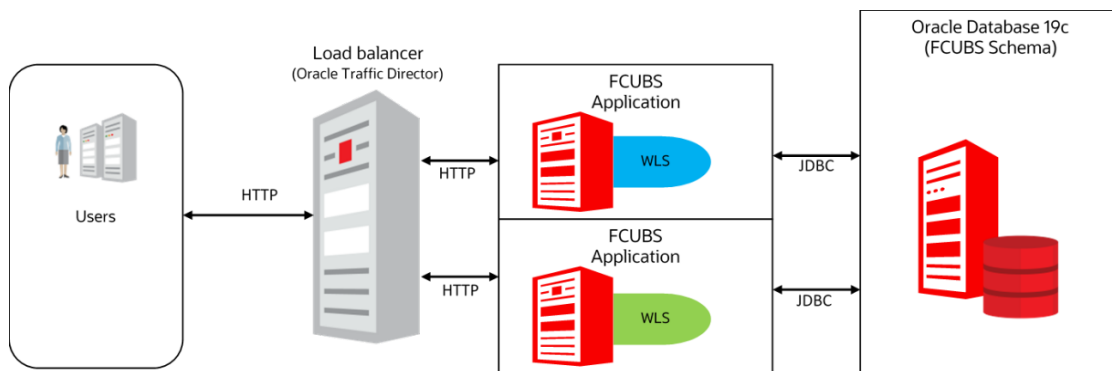 Users
HTTP
Load balancer
(Oracle Traffic Director)
HTTP
HTTP
FCUBS
Application
WLS
FCUBS
Application
WLS
JDBC
JDBC
Oracle Database 19c
(FCUBS Schema)